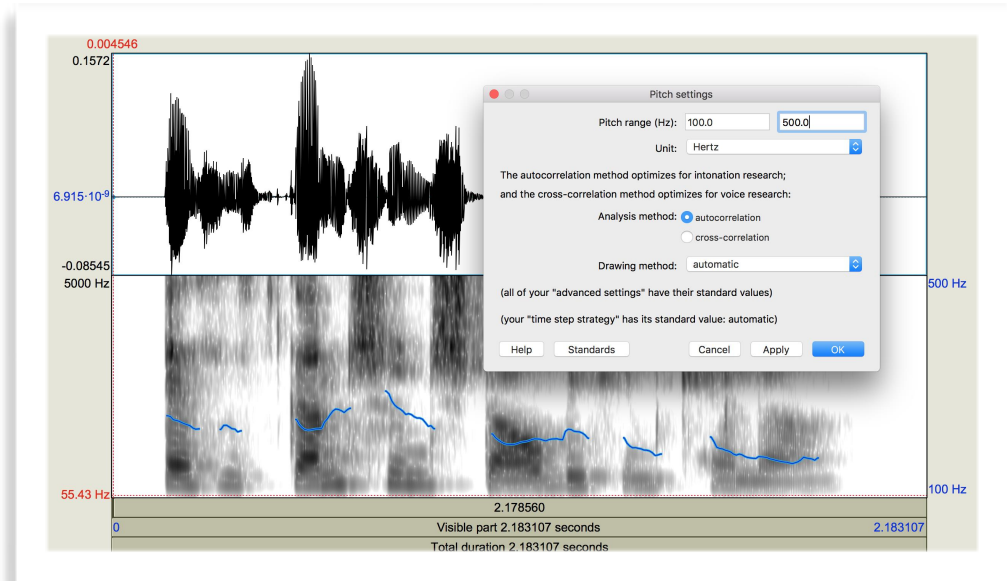 0.004546
0.1572
6.915·10-9
-0.08545
5000 Hz
55.43 Hz
Pitch settings
Pitch range (Hz): 100.0 500.0
Unit: Hertz
The autocorrelation method optimizes for intonation research;
and the cross-correlation method optimizes for voice research:
Analysis method: autocorrelation
cross-correlation
Drawing method: automatic
(all of your "advanced settings" have their standard values)
(your "time step strategy" has its standard value: automatic)
Help Standards Cancel Apply OK
500 Hz
100 Hz
2.178560
0 Visible part 2.183107 seconds 2.183107
Total duration 2.183107 seconds